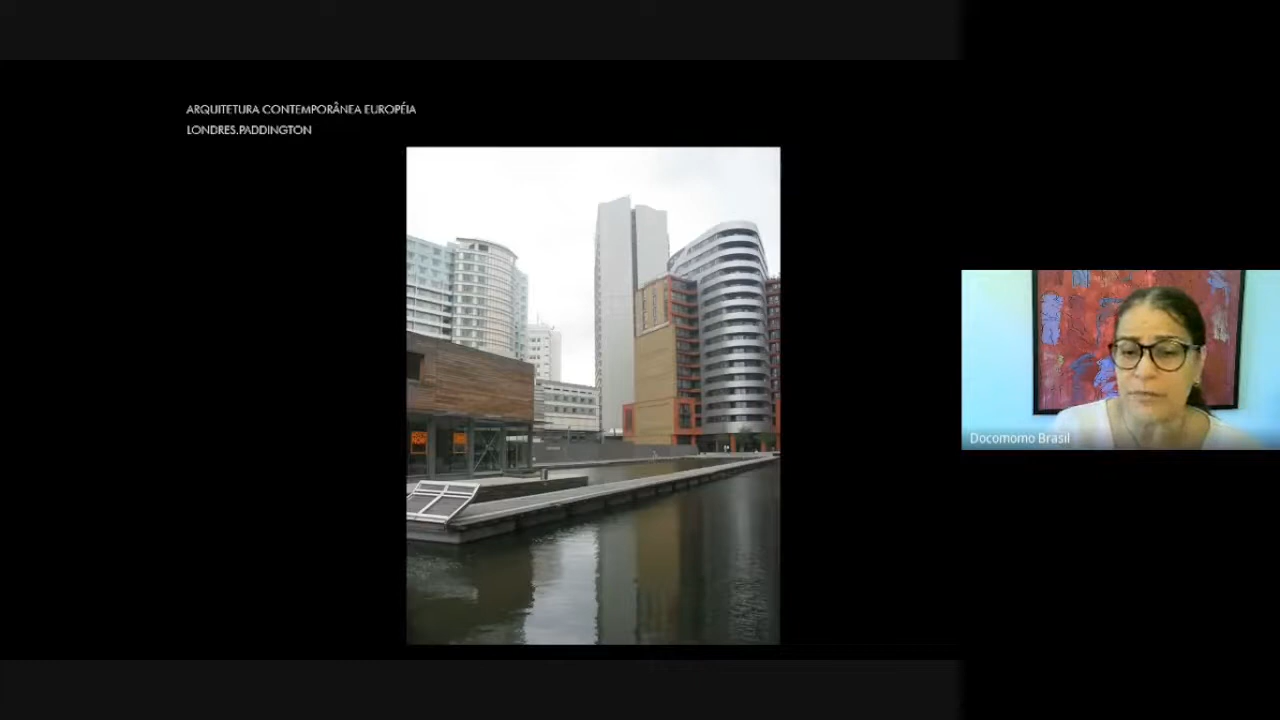 ARQUITETURA CONTEMPORÂNEA EUROPÉIA
LONDRES.PADDINGTON
Docomomo Brasil